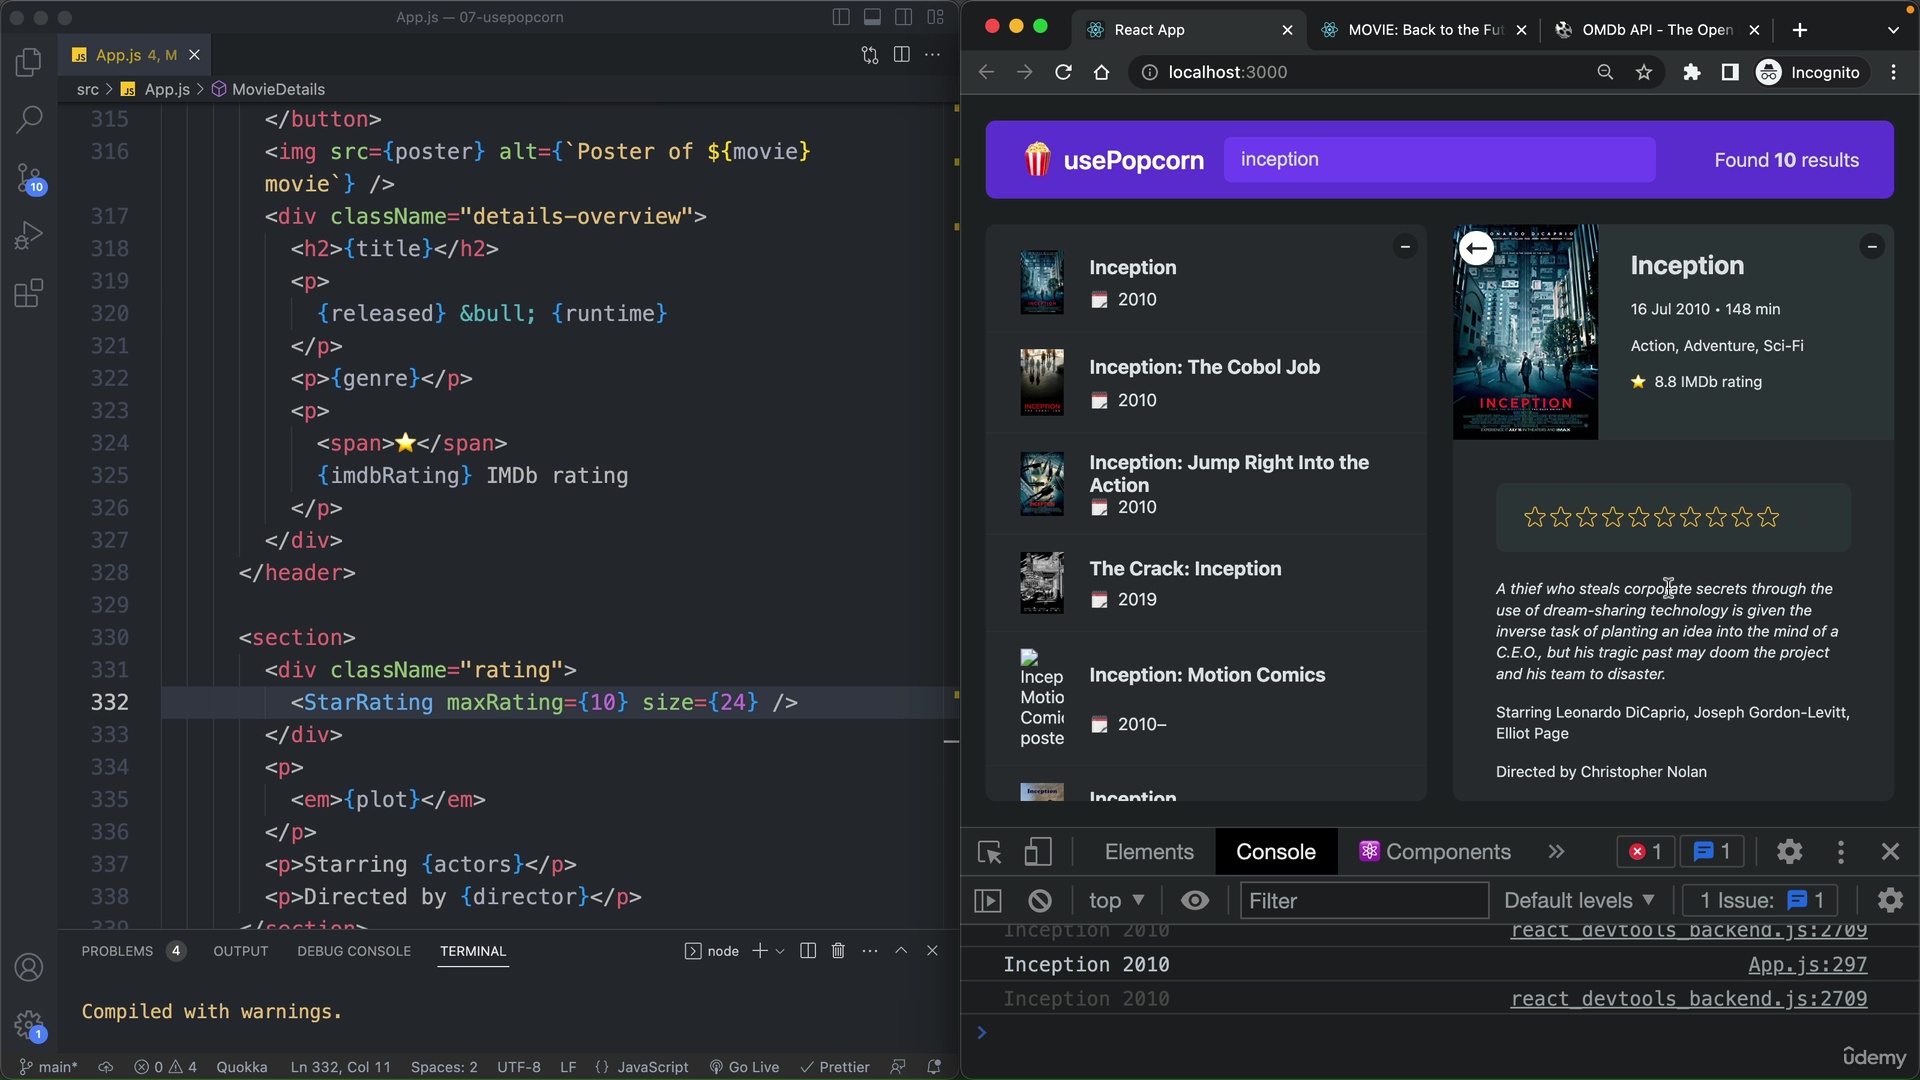 App.js — 07-usepopcorn
App.js 4, M
src > App.js > MovieDetails
315 </button>
316 <img src={poster} alt={`Poster of ${movie}
movie`} />
317 <div className="details-overview">
318 <h2>{title}</h2>
319 <p>
320 {released} &bull; {runtime}
321 </p>
322 <p>{genre}</p>
323 <p>
324 <span>⭐</span>
325 {imdbRating} IMDb rating
326 </p>
327 </div>
328 </header>
329
330 <section>
331 <div className="rating">
332 <StarRating maxRating={10} size={24} />
333 </div>
334 <p>
335 <em>{plot}</em>
336 </p>
337 <p>Starring {actors}</p>
338 <p>Directed by {director}</p>
339 </section>
10
1
PROBLEMS 4 OUTPUT DEBUG CONSOLE TERMINAL node
Compiled with warnings.
main* 0 4 Quokka Ln 332, Col 11 Spaces: 2 UTF-8 LF {} JavaScript Go Live Prettier
React App
MOVIE: Back to the Fut
OMDb API - The Open
localhost:3000
Incognito
usePopcorn
inception
Found 10 results
Inception
2010
Inception: The Cobol Job
2010
Inception: Jump Right Into the
Action
2010
The Crack: Inception
2019
Incep
Motio
Comic
poste
Inception: Motion Comics
2010–
Inception
INCEPTION
Inception
16 Jul 2010 • 148 min
Action, Adventure, Sci-Fi
⭐ 8.8 IMDb rating
A thief who steals corporate secrets through the
use of dream-sharing technology is given the
inverse task of planting an idea into the mind of a
C.E.O., but his tragic past may doom the project
and his team to disaster.
Starring Leonardo DiCaprio, Joseph Gordon-Levitt,
Elliot Page
Directed by Christopher Nolan
Elements Console Components 1 1
top Filter Default levels 1 Issue: 1
Inception 2010 react_devtools_backend.js:2709
Inception 2010 App.js:297
Inception 2010 react_devtools_backend.js:2709
udemy